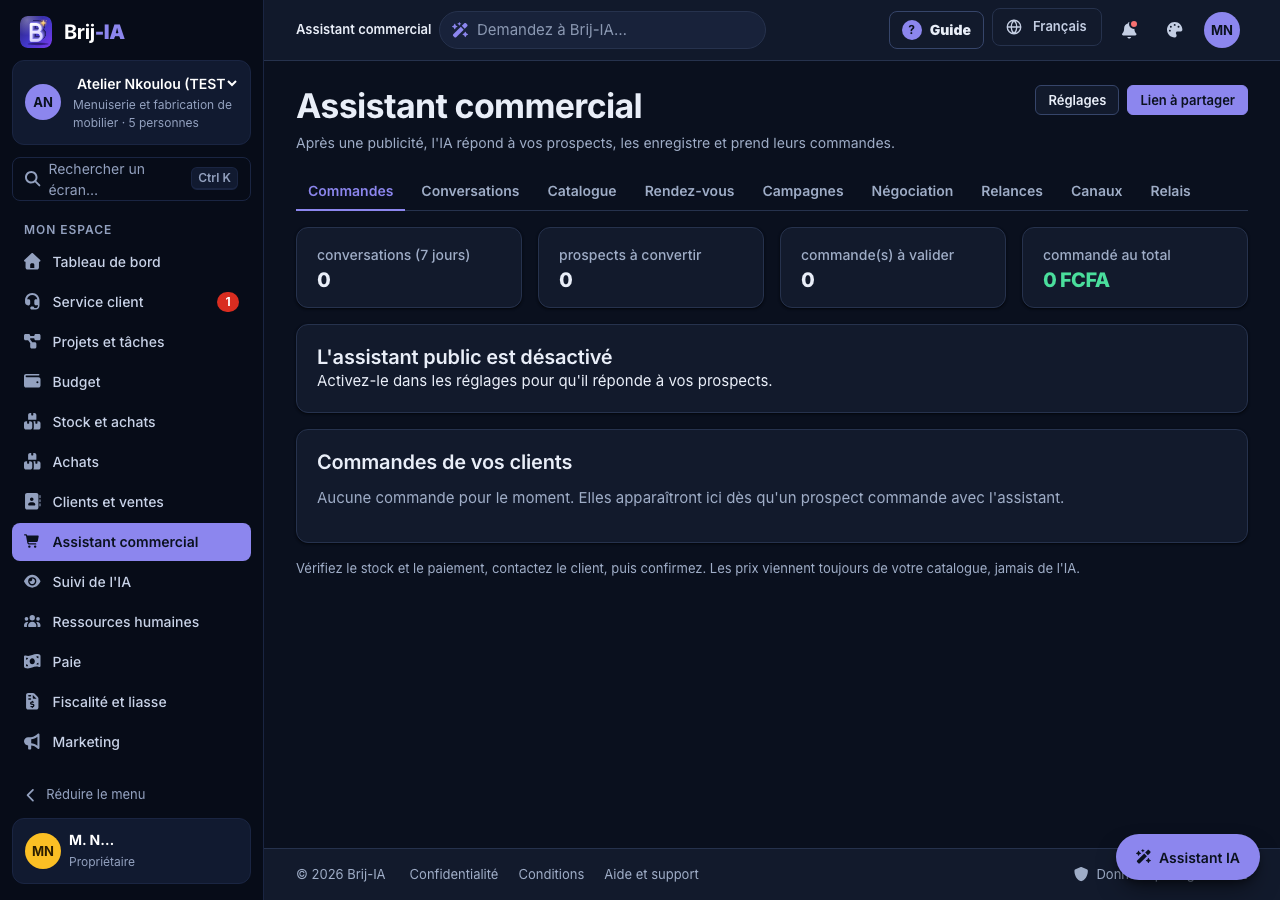 Brij-IA
AN
Atelier Nkoulou (TEST
Menuiserie et fabrication de
mobilier · 5 personnes
Rechercher un
écran...
Ctrl K
MON ESPACE
Tableau de bord
Service client
1
Projets et tâches
Budget
Stock et achats
Achats
Clients et ventes
Assistant commercial
Suivi de l'IA
Ressources humaines
Paie
Fiscalité et liasse
Marketing
Réduire le menu
MN
M. N...
Propriétaire
Assistant commercial
Demandez à Brij-IA...
? Guide
Français
MN
Assistant commercial
Réglages
Lien à partager
Après une publicité, l'IA répond à vos prospects, les enregistre et prend leurs commandes.
Commandes
Conversations
Catalogue
Rendez-vous
Campagnes
Négociation
Relances
Canaux
Relais
conversations (7 jours)
0
prospects à convertir
0
commande(s) à valider
0
commandé au total
0 FCFA
L'assistant public est désactivé
Activez-le dans les réglages pour qu'il réponde à vos prospects.
Commandes de vos clients
Aucune commande pour le moment. Elles apparaîtront ici dès qu'un prospect commande avec l'assistant.
Vérifiez le stock et le paiement, contactez le client, puis confirmez. Les prix viennent toujours de votre catalogue, jamais de l'IA.
© 2026 Brij-IA
Confidentialité
Conditions
Aide et support
Assistant IA